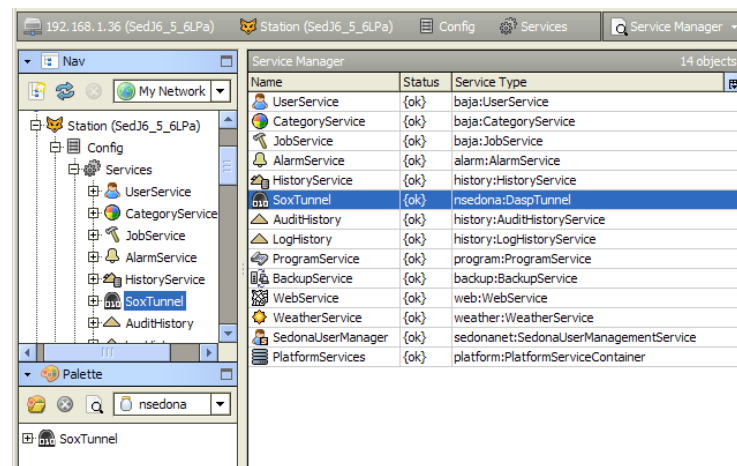 192.168.1.36 (SedJ6_5_6LPa) Station (SedJ6_5_6LPa) Config Services Service Manager
Nav
My Network
Station (SedJ6_5_6LPa)
Config
Services
UserService
CategoryService
JobService
AlarmService
HistoryService
SoxTunnel
AuditHistory
Palette
nsedona
SoxTunnel
Service Manager 14 objects
Name Status Service Type
UserService {ok} baja:UserService
CategoryService {ok} baja:CategoryService
JobService {ok} baja:JobService
AlarmService {ok} alarm:AlarmService
HistoryService {ok} history:HistoryService
SoxTunnel {ok} nsedona:DaspTunnel
AuditHistory {ok} history:AuditHistoryService
LogHistory {ok} history:LogHistoryService
ProgramService {ok} program:ProgramService
BackupService {ok} backup:BackupService
WebService {ok} web:WebService
WeatherService {ok} weather:WeatherService
SedonaUserManager {ok} sedonanet:SedonaUserManagementService
PlatformServices {ok} platform:PlatformServiceContainer